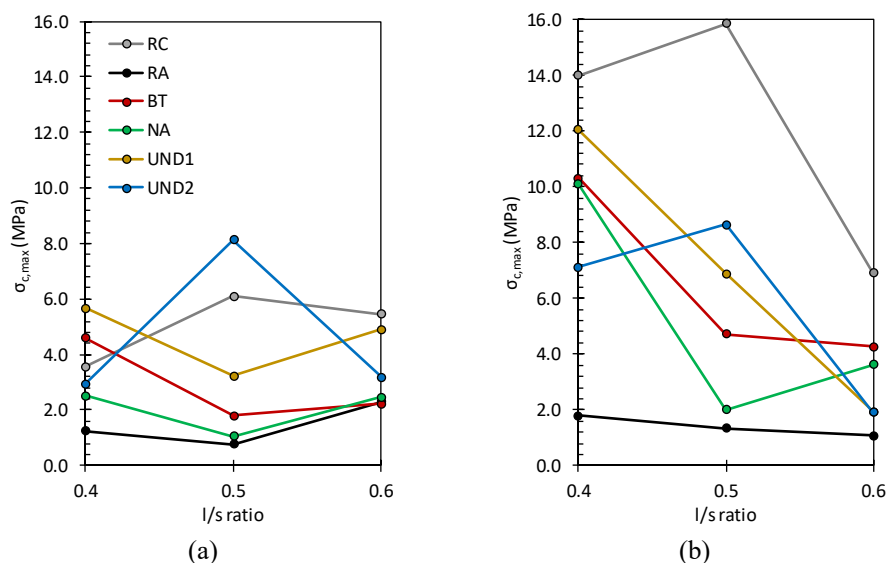 16.0
14.0
12.0
10.0
8.0
6.0
4.0
2.0
0.0
σc,max (MPa)
RC
RA
BT
NA
UND1
UND2
0.4
0.5
0.6
l/s ratio
(a)
16.0
14.0
12.0
10.0
8.0
6.0
4.0
2.0
0.0
σc,max (MPa)
0.4
0.5
0.6
l/s ratio
(b)